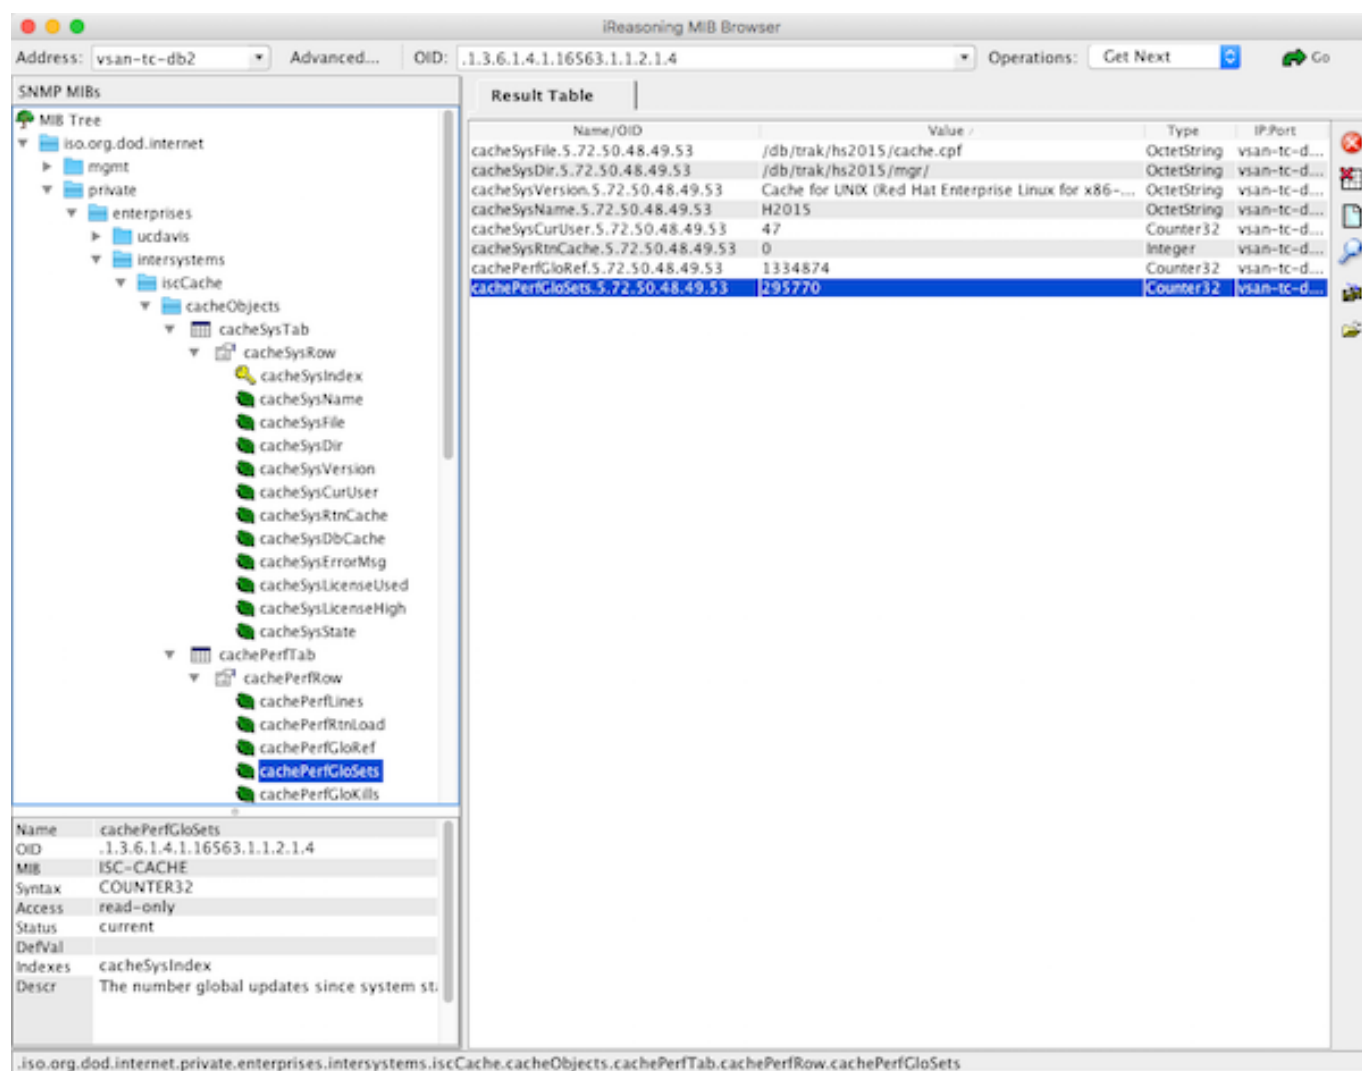 iReasoning MIB Browser
Address: vsan-tc-db2 Advanced... OID: .1.3.6.1.4.1.16563.1.1.2.1.4 Operations: Get Next Go
SNMP MIBs
Result Table
MIB Tree
iso.org.dod.internet
mgmt
private
enterprises
ucdavis
intersystems
iscCache
cacheObjects
cacheSysTab
cacheSysRow
cacheSysIndex
cacheSysName
cacheSysFile
cacheSysDir
cacheSysVersion
cacheSysCurUser
cacheSysRtnCache
cacheSysDbCache
cacheSysErrorMsg
cacheSysLicenseUsed
cacheSysLicenseHigh
cacheSysState
cachePerfTab
cachePerfRow
cachePerfLines
cachePerfRtnLoad
cachePerfGloRef
cachePerfGloSets
cachePerfGloKills
Name/OID Value Type IP:Port
cacheSysFile.5.72.50.48.49.53 /db/trak/hs2015/cache.cpf OctetString vsan-tc-d...
cacheSysDir.5.72.50.48.49.53 /db/trak/hs2015/mgr/ OctetString vsan-tc-d...
cacheSysVersion.5.72.50.48.49.53 Cache for UNIX (Red Hat Enterprise Linux for x86-... OctetString vsan-tc-d...
cacheSysName.5.72.50.48.49.53 H2015 OctetString vsan-tc-d...
cacheSysCurUser.5.72.50.48.49.53 47 Counter32 vsan-tc-d...
cacheSysRtnCache.5.72.50.48.49.53 0 Integer vsan-tc-d...
cachePerfGloRef.5.72.50.48.49.53 1334874 Counter32 vsan-tc-d...
cachePerfGloSets.5.72.50.48.49.53 295770 Counter32 vsan-tc-d...
Name cachePerfGloSets
OID .1.3.6.1.4.1.16563.1.1.2.1.4
MIB ISC-CACHE
Syntax COUNTER32
Access read-only
Status current
DefVal
Indexes cacheSysIndex
Descr The number global updates since system st
.iso.org.dod.internet.private.enterprises.intersystems.iscCache.cacheObjects.cachePerfTab.cachePerfRow.cachePerfGloSets